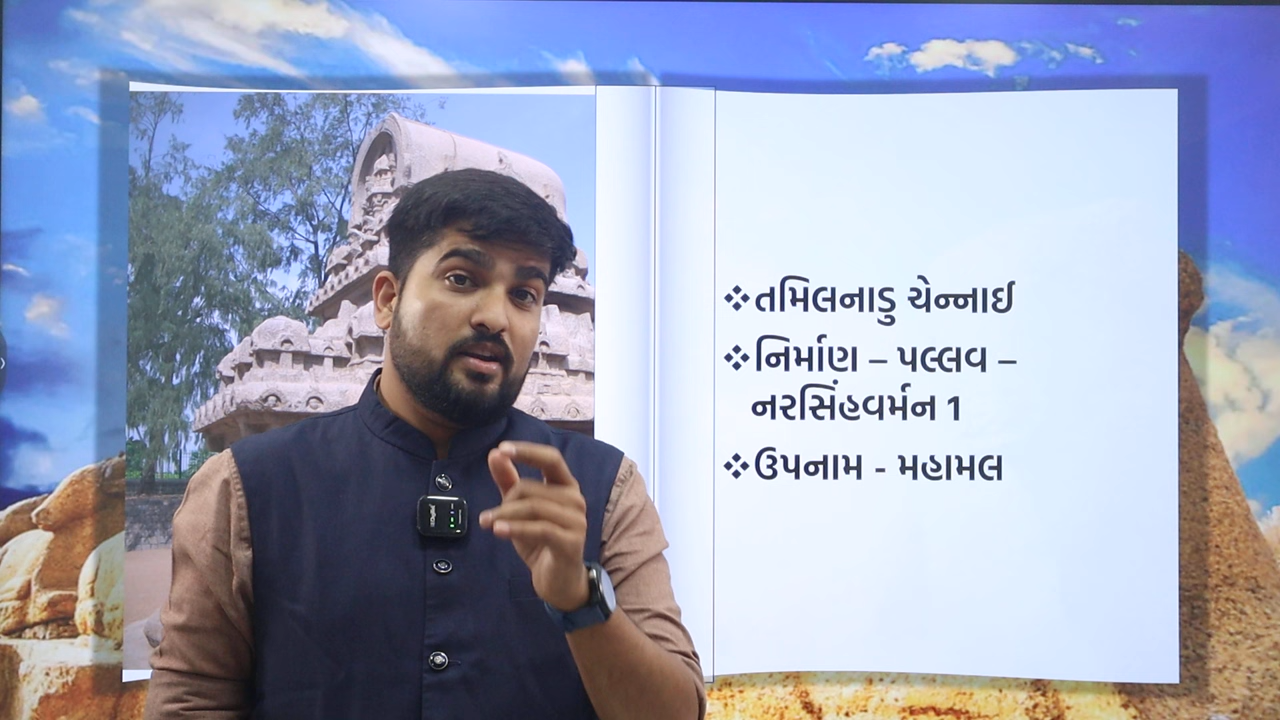 ❖તમિલનાડુ ચેન્નાઈ
❖નિર્માણ – પલ્લવ –
નરસિંહવર્મન 1
❖ઉપનામ - મહામલ